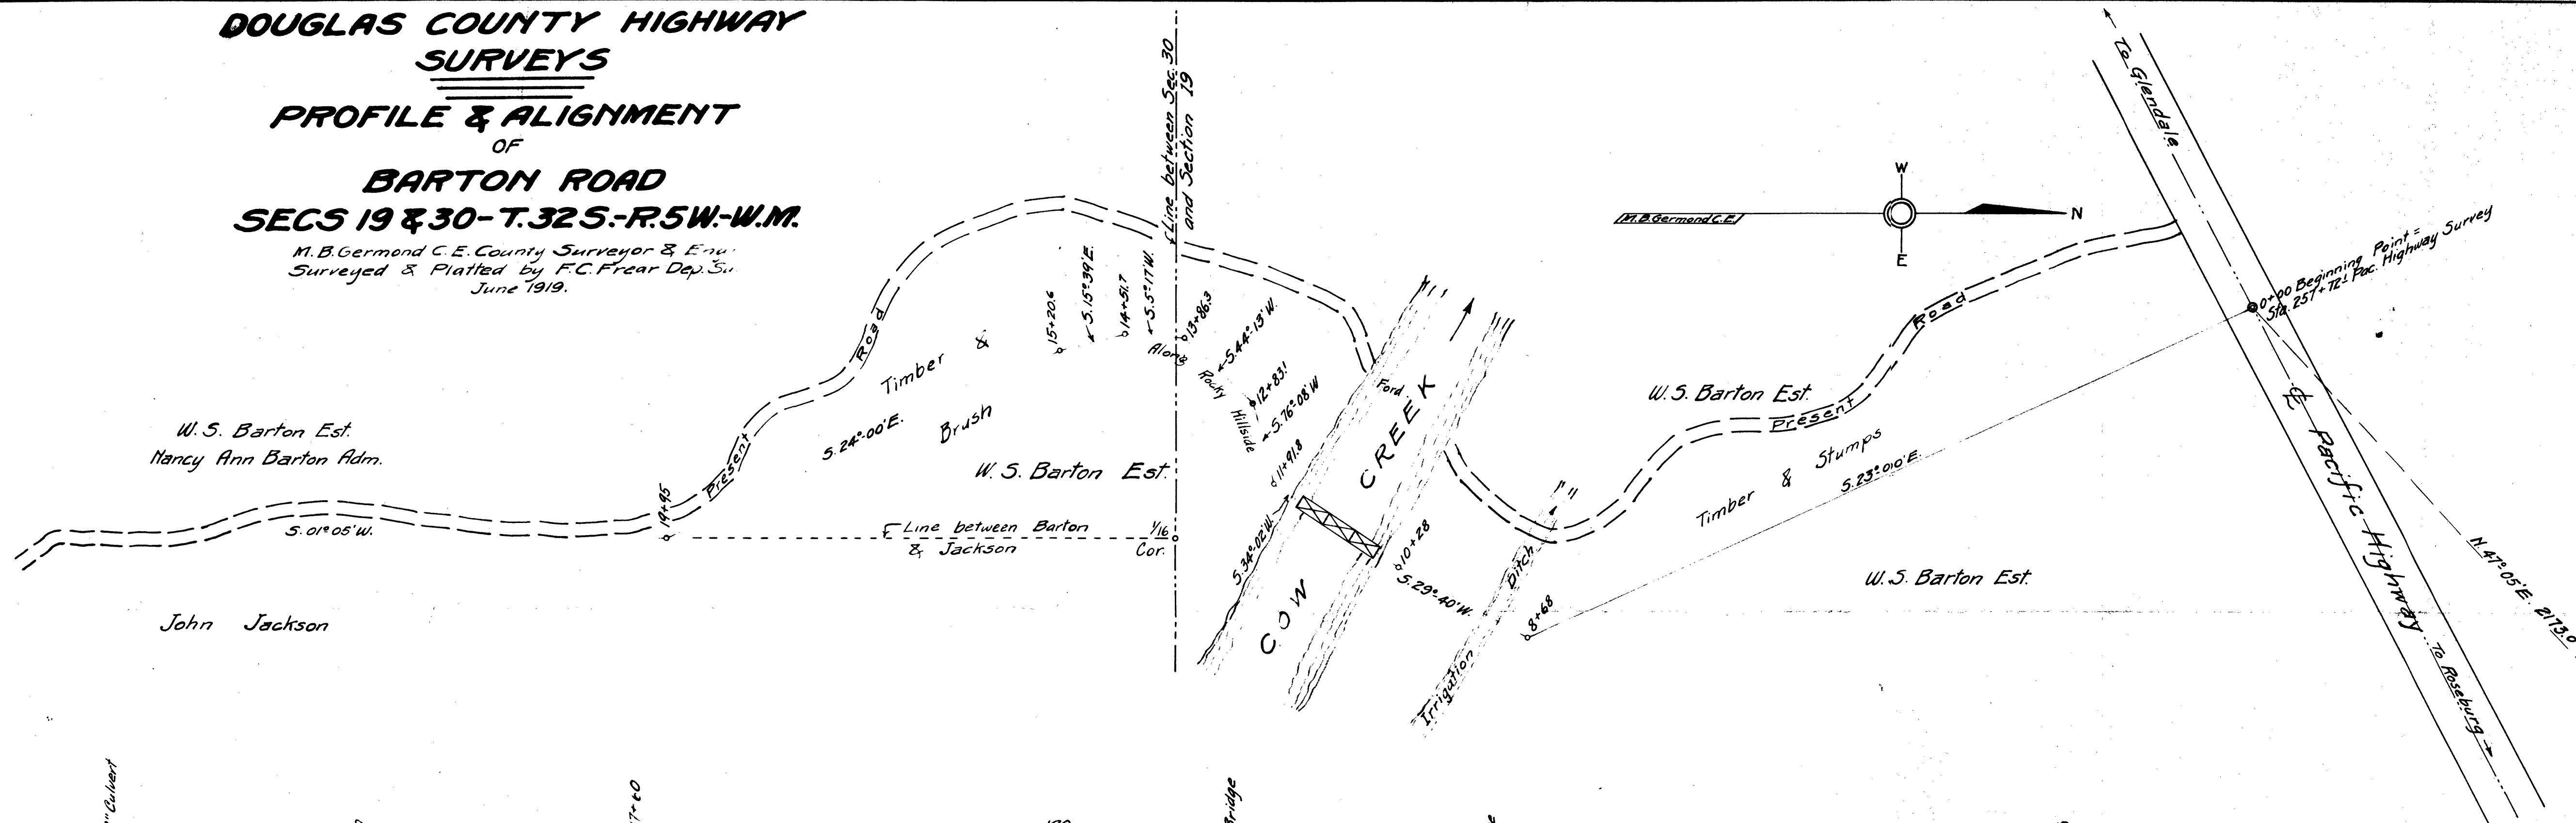 DOUGLAS COUNTY HIGHWAY
SURVEYS
PROFILE & ALIGNMENT
OF
BARTON ROAD
SECS 19 & 30-T.32S.-R.5W.-W.M.
M.B.Germond C.E. County Surveyor &
Surveyed & Platted by F.C.Frear Dep.
June 1919.
Line between Sec. 30
and Section 19
To Glendale
W
M.B.Germond C.E.
N
E
0+00 Beginning Point =
Sta. 257+72± Pac. Highway Survey
Road
Road
Timber &
Brush
15+20.6
S.15°39'E.
14+51.7
S.5°17'W.
13+86.3
Along
Rocky
Hillside
S.44°-13'W.
12+83.1
S.76°-08'W
11+91.8
Ford
COW CREEK
W.S. Barton Est.
Present
Timber & Stumps
S.23°-00'E.
℄ Pacific Highway
W. S. Barton Est.
Nancy Ann Barton Adm.
S.24°-00'E.
Present
W. S. Barton Est.
19+95
S.01°05'W.
Line between Barton
& Jackson
1/16
Cor.
S.34°-02'W.
10+28
S.29°-40'W.
Irrigation Ditch
8+68
W.S. Barton Est.
N.47°05'E. 2173.0
To Roseburg
John Jackson
Culvert
Bridge